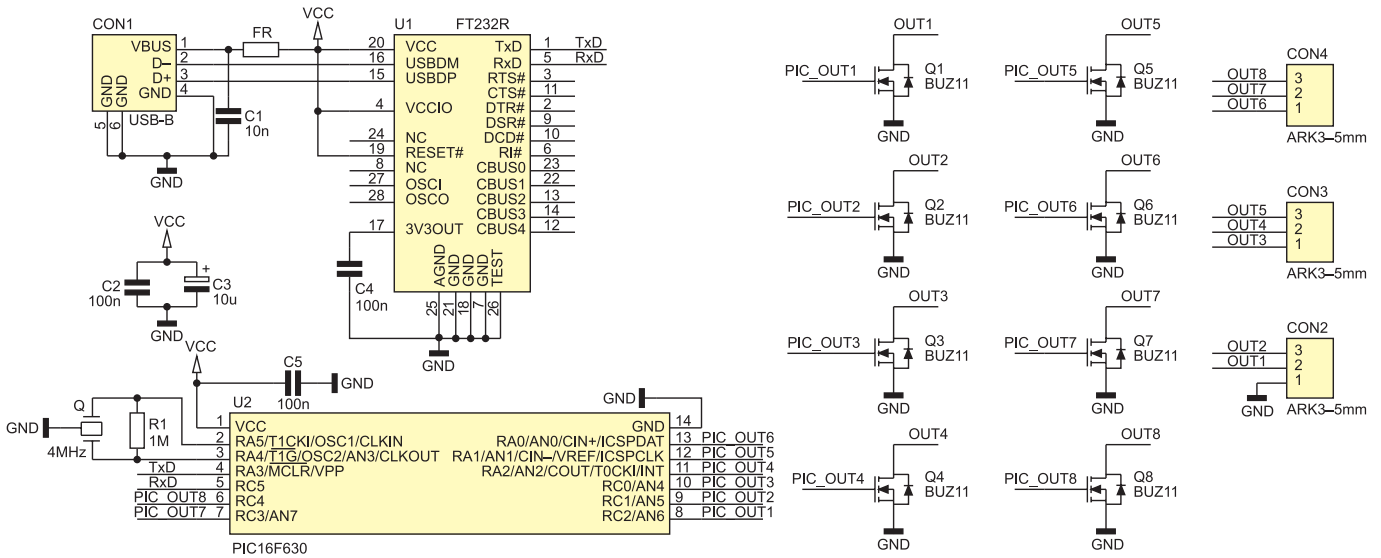 CON1
VBUS 1
D– 2
D+ 3
GND 4
GND
GND
5
6
USB-B
FR
VCC
C1
10n
GND
U1
FT232R
20 VCC
16 USBDM
15 USBDP
4 VCCIO
24 NC
19 RESET#
8 NC
27 OSCI
28 OSCO
17 3V3OUT
TxD 1 TxD
RxD 5 RxD
RTS# 3
CTS# 11
DTR# 2
DSR# 9
DCD# 10
RI# 6
CBUS0 23
CBUS1 22
CBUS2 13
CBUS3 14
CBUS4 12
AGND
GND
GND
GND
TEST
25
21
18
7
26
C4
100n
GND
VCC
C2
100n
+
C3
10u
GND
VCC
C5
100n
GND
GND
Q
4MHz
R1
1M
U2
1 VCC
2 RA5/T1CKI/OSC1/CLKIN
3 RA4/T1G/OSC2/AN3/CLKOUT
TxD 4 RA3/MCLR/VPP
RxD 5 RC5
PIC_OUT8 6 RC4
PIC_OUT7 7 RC3/AN7
GND
GND 14
RA0/AN0/CIN+/ICSPDAT 13 PIC_OUT6
RA1/AN1/CIN–/VREF/ICSPCLK 12 PIC_OUT5
RA2/AN2/COUT/T0CKI/INT 11 PIC_OUT4
RC0/AN4 10 PIC_OUT3
RC1/AN5 9 PIC_OUT2
RC2/AN6 8 PIC_OUT1
PIC16F630
OUT1
PIC_OUT1
Q1
BUZ11
GND
OUT5
PIC_OUT5
Q5
BUZ11
GND
OUT2
PIC_OUT2
Q2
BUZ11
GND
OUT6
PIC_OUT6
Q6
BUZ11
GND
OUT3
PIC_OUT3
Q3
BUZ11
GND
OUT7
PIC_OUT7
Q7
BUZ11
GND
OUT4
PIC_OUT4
Q4
BUZ11
GND
OUT8
PIC_OUT8
Q8
BUZ11
GND
CON4
OUT8 3
OUT7 2
OUT6 1
ARK3–5mm
CON3
OUT5 3
OUT4 2
OUT3 1
ARK3–5mm
CON2
OUT2 3
OUT1 2
1
GND
ARK3–5mm